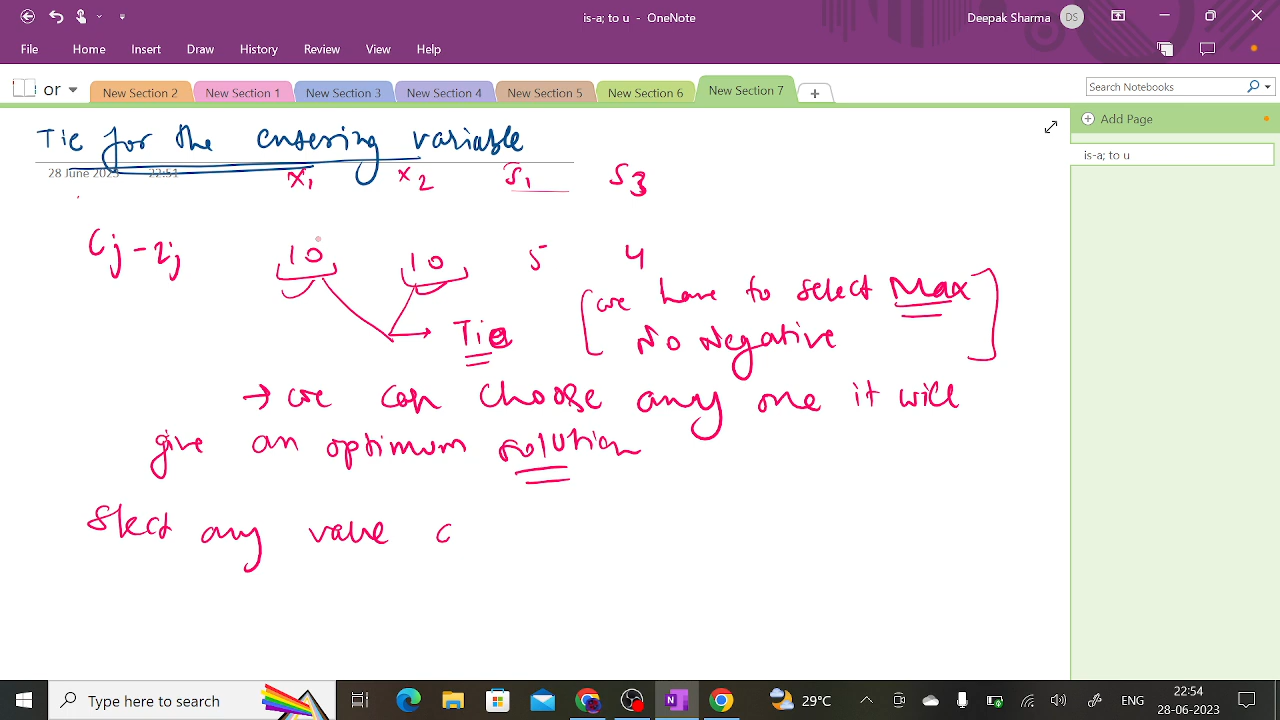 is-a; to u - OneNote
Deepak Sharma DS
File Home Insert Draw History Review View Help
or New Section 2 New Section 1 New Section 3 New Section 4 New Section 5 New Section 6 New Section 7 +
Search Notebooks
Add Page
is-a; to u
Tie for the entering variable
28 June 2023 22:51
x1 x2 S1 S3
Cj - Zj 10 10 5 4
Tie
[we have to select Max
No Negative]
→ we can choose any one it will
give an optimum solution
Slect any value c
Type here to search
29°C
ENG
22:54
28-06-2023